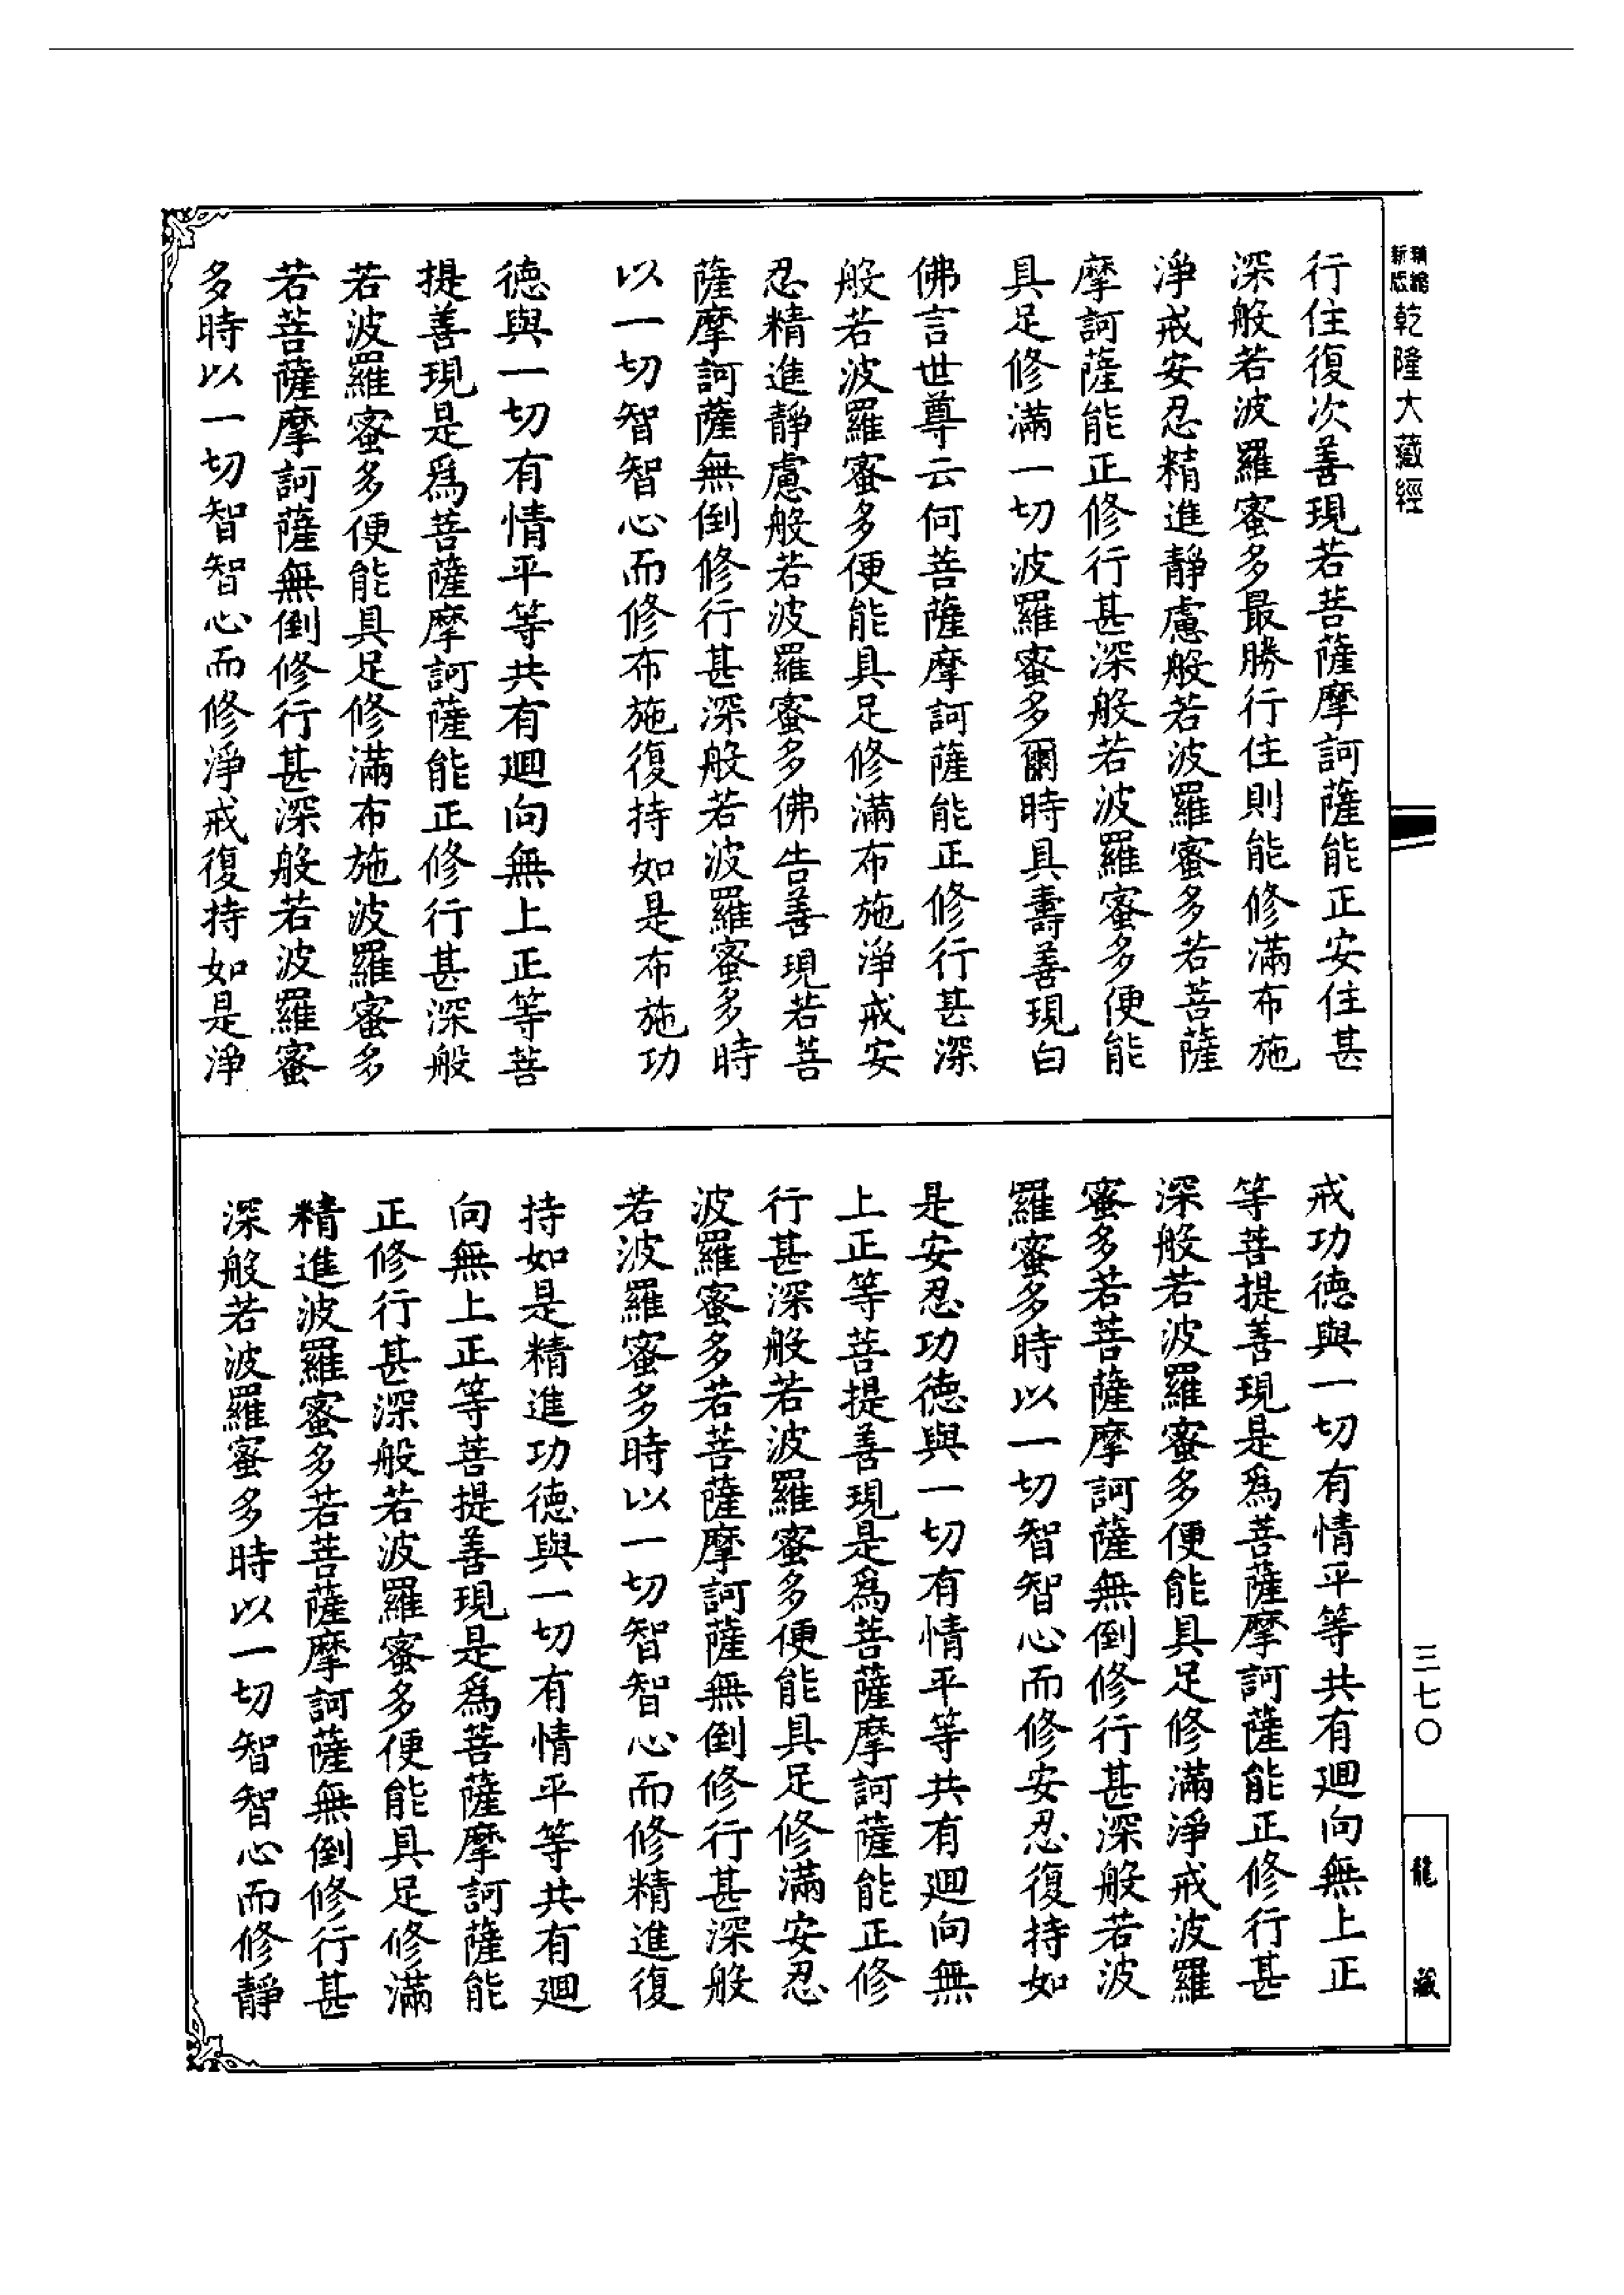 新版精縮乾隆大藏經
行住復次善現若菩薩摩訶薩能正安住甚
深般若波羅蜜多最勝行住則能修滿布施
淨戒安忍精進靜慮般若波羅蜜多若菩薩
摩訶薩能正修行甚深般若波羅蜜多便能
具足修滿一切波羅蜜多爾時具壽善現白
佛言世尊云何菩薩摩訶薩能正修行甚深
般若波羅蜜多便能具足修滿布施淨戒安
忍精進靜慮般若波羅蜜多佛告善現若菩
薩摩訶薩無倒修行甚深般若波羅蜜多時
以一切智智心而修布施復持如是布施功
德與一切有情平等共有迴向無上正等菩
提善現是爲菩薩摩訶薩能正修行甚深般
若波羅蜜多便能具足修滿布施波羅蜜多
若菩薩摩訶薩無倒修行甚深般若波羅蜜
多時以一切智智心而修淨戒復持如是淨
戒功德與一切有情平等共有迴向無上正
等菩提善現是爲菩薩摩訶薩能正修行甚
深般若波羅蜜多便能具足修滿淨戒波羅
蜜多若菩薩摩訶薩無倒修行甚深般若波
羅蜜多時以一切智智心而修安忍復持如
是安忍功德與一切有情平等共有迴向無
上正等菩提善現是爲菩薩摩訶薩能正修
行甚深般若波羅蜜多便能具足修滿安忍
波羅蜜多若菩薩摩訶薩無倒修行甚深般
若波羅蜜多時以一切智智心而修精進復
持如是精進功德與一切有情平等共有迴
向無上正等菩提善現是爲菩薩摩訶薩能
正修行甚深般若波羅蜜多便能具足修滿
精進波羅蜜多若菩薩摩訶薩無倒修行甚
深般若波羅蜜多時以一切智智心而修靜
三七〇
龍藏